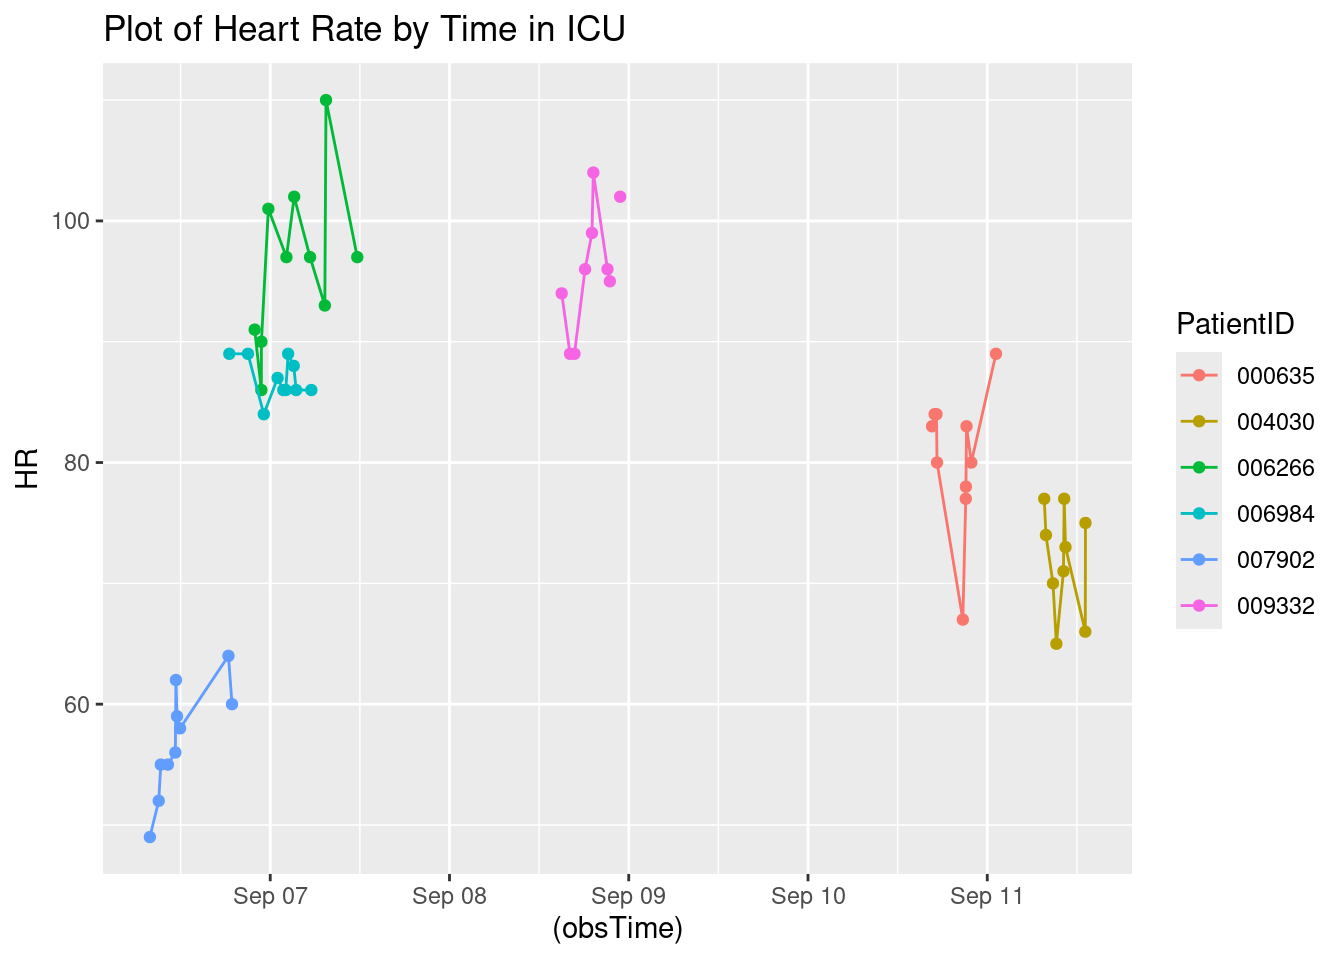 Plot of Heart Rate by Time in ICU
HR
100
80
60
Sep 07
Sep 08
Sep 09
Sep 10
Sep 11
(obsTime)
PatientID
000635
004030
006266
006984
007902
009332